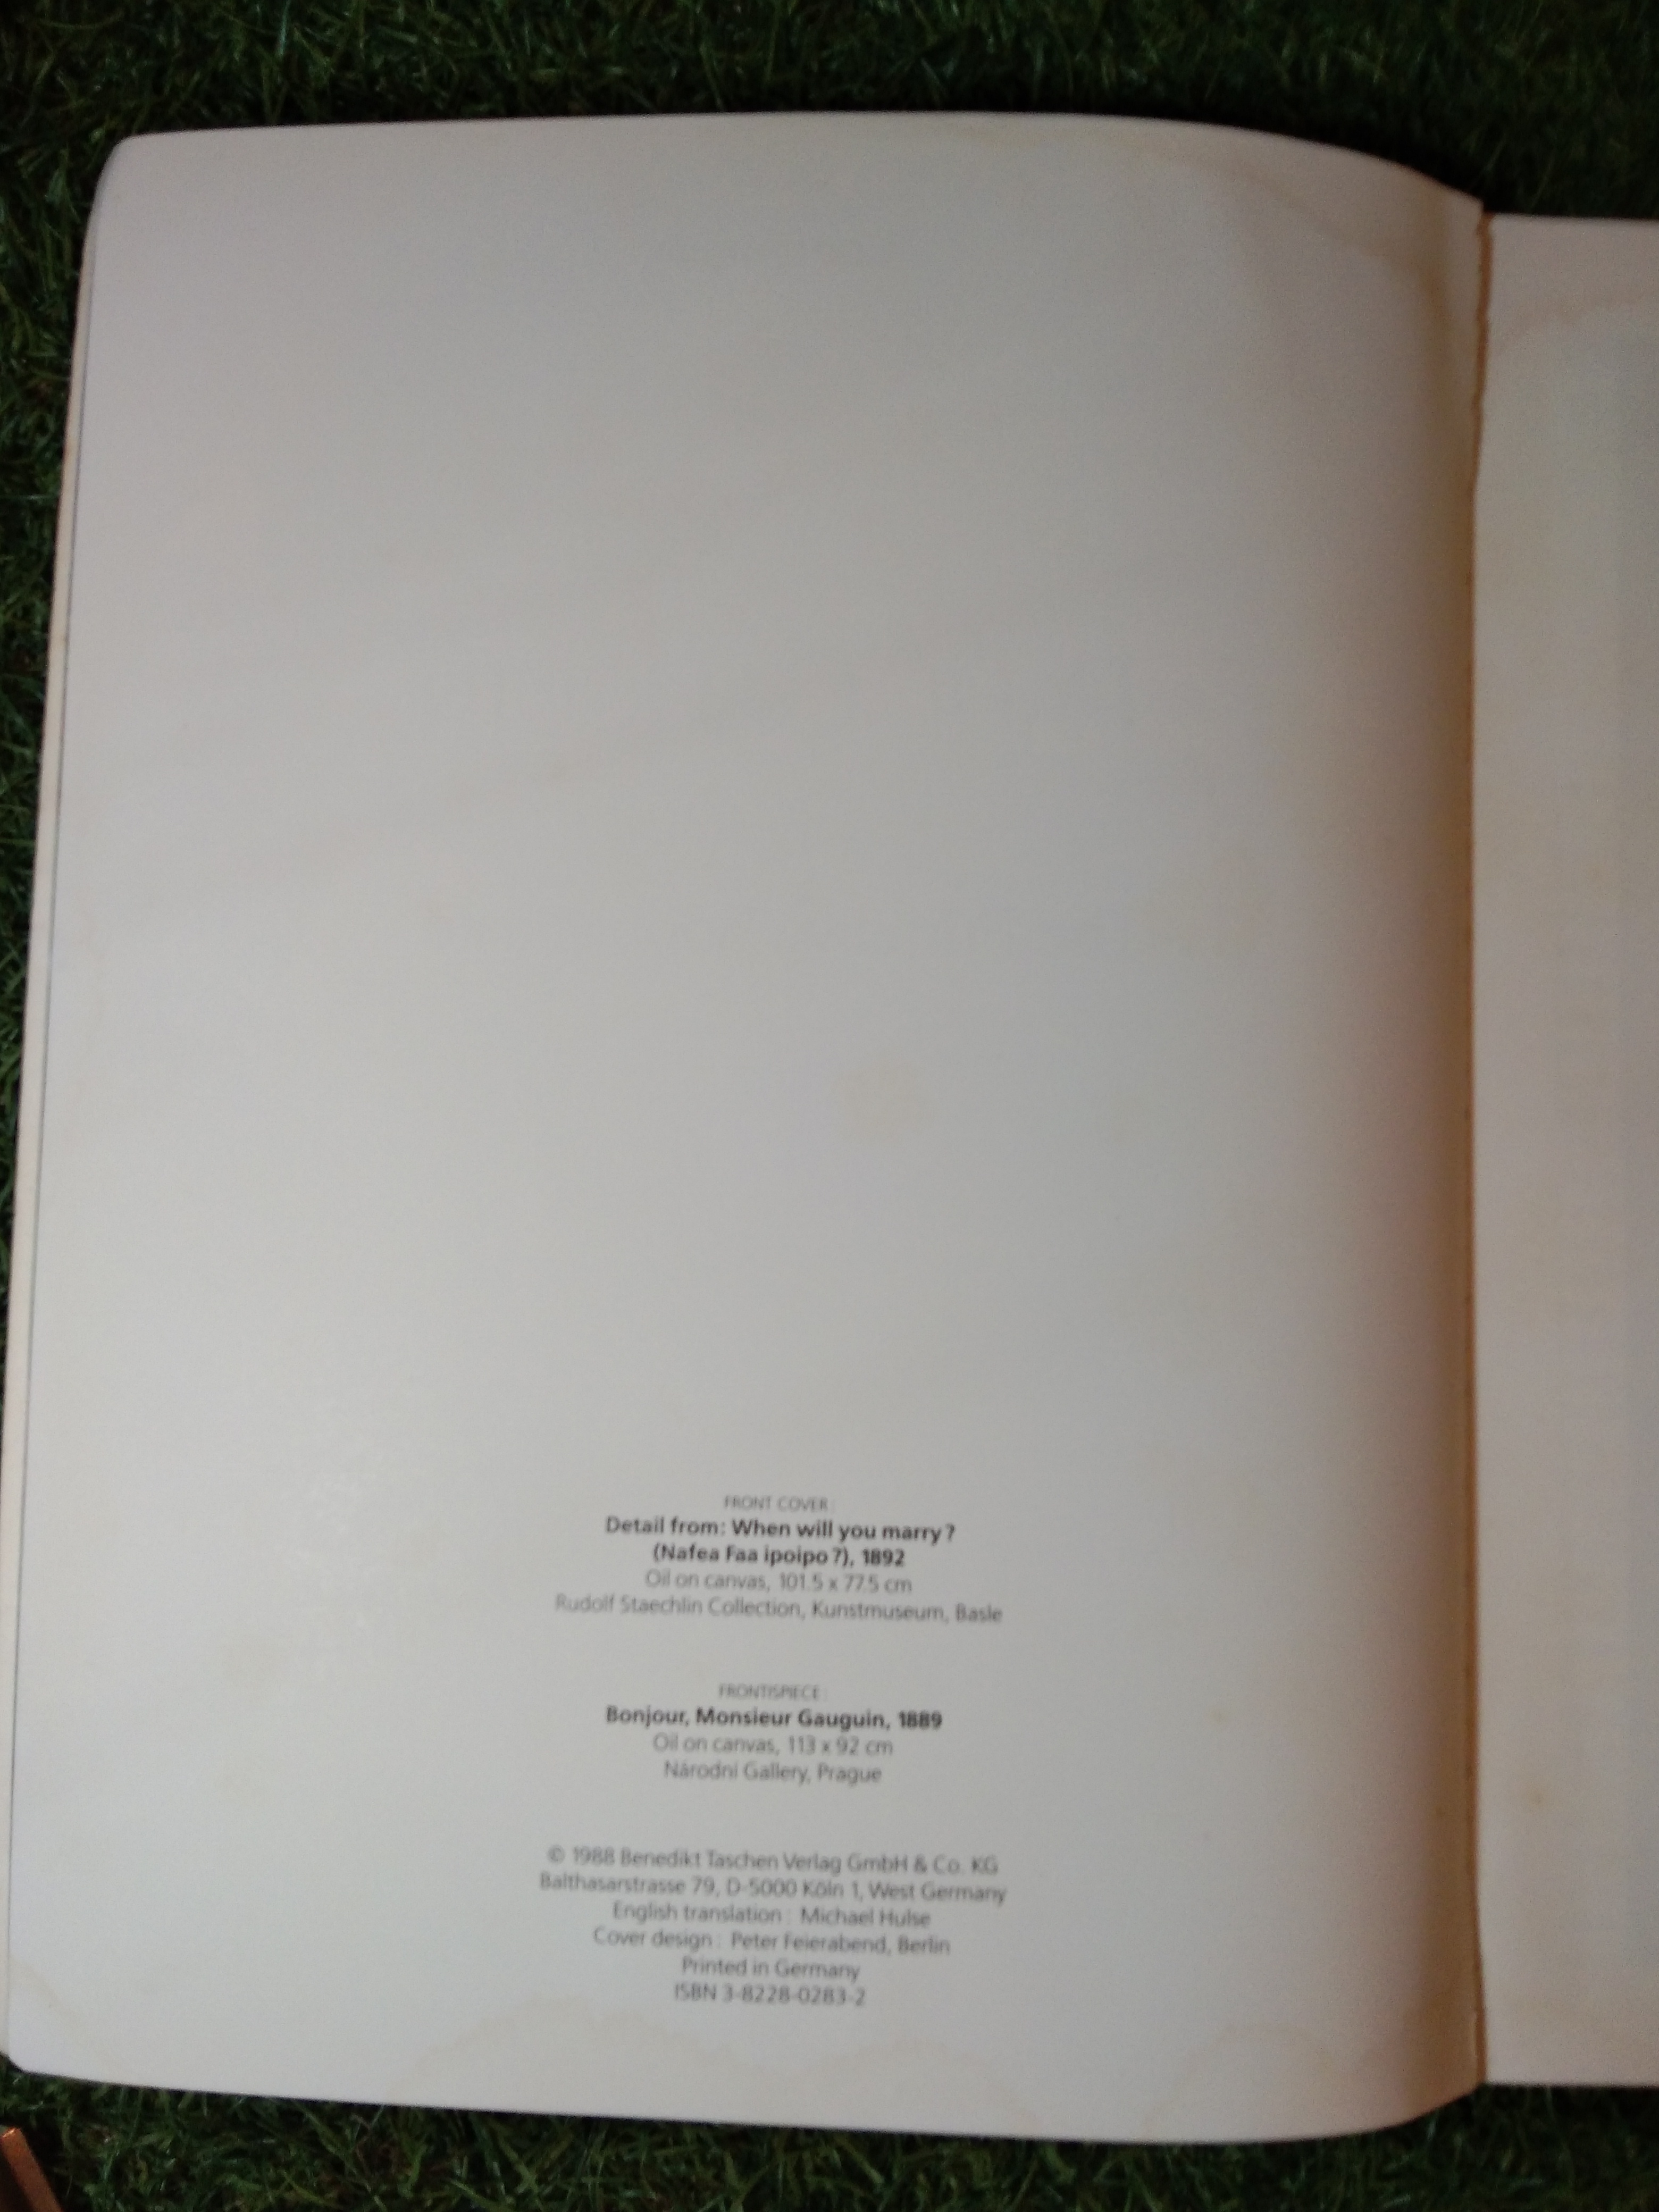 FRONT COVER:
Detail from: When will you marry?
(Nafea Faa ipoipo?), 1892
Oil on canvas, 101.5 x 77.5 cm
Rudolf Staechlin Collection, Kunstmuseum, Basle
FRONTISPIECE:
Bonjour, Monsieur Gauguin, 1889
Oil on canvas, 113 x 92 cm
Národní Gallery, Prague
© 1988 Benedikt Taschen Verlag GmbH & Co. KG
Balthasarstrasse 79, D-5000 Köln 1, West Germany
English translation: Michael Hulse
Cover design: Peter Feierabend, Berlin
Printed in Germany
ISBN 3-8228-0283-2